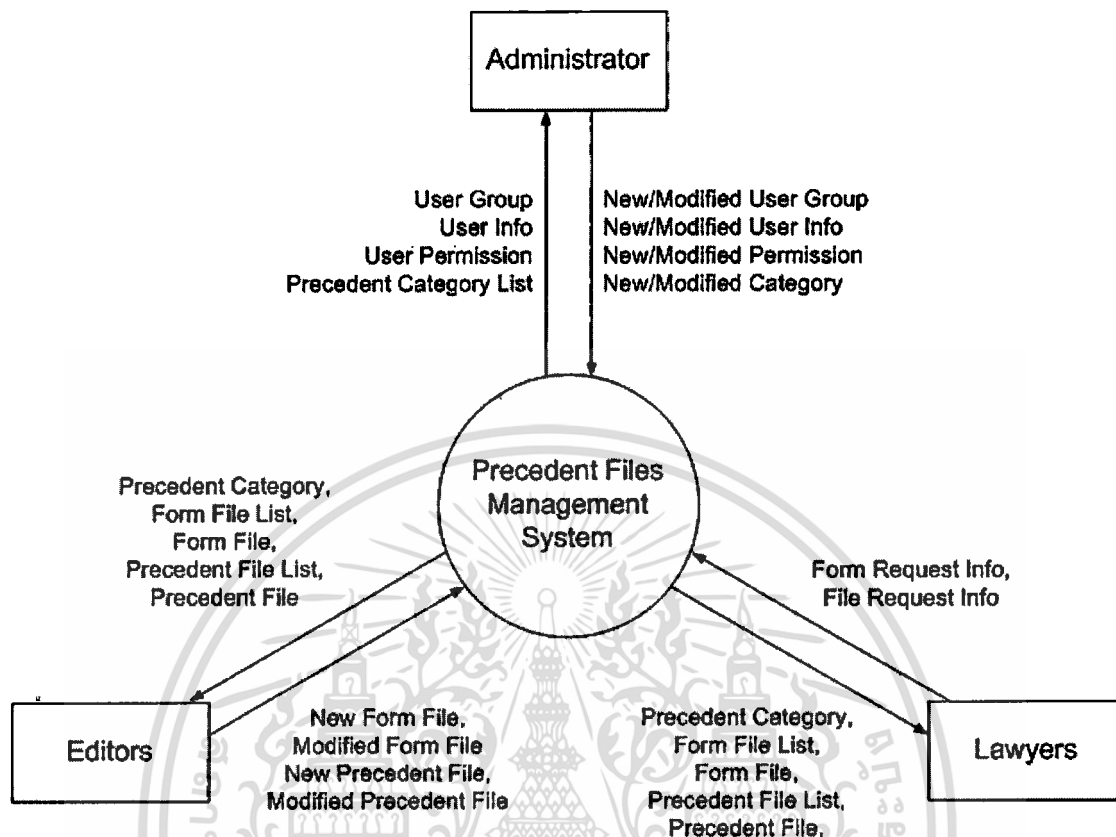 Administrator
User Group
User Info
User Permission
Precedent Category List
New/Modified User Group
New/Modified User Info
New/Modified Permission
New/Modified Category
Precedent Files
Management
System
Precedent Category,
Form File List,
Form File,
Precedent File List,
Precedent File
Form Request Info,
File Request Info
Editors
New Form File,
Modified Form File
New Precedent File,
Modified Precedent File
Precedent Category,
Form File List,
Form File,
Precedent File List,
Precedent File,
Lawyers